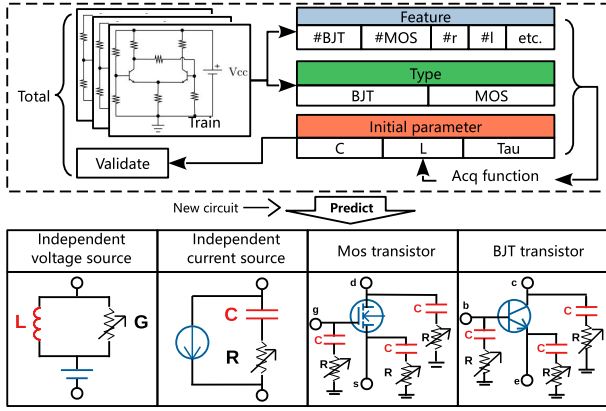 Total
Vcc
Train
Validate
Feature
#BJT #MOS #r #l etc.
Type
BJT MOS
Initial parameter
C L Tau
Acq function
New circuit
Predict
Independent
voltage source
L
G
Independent
current source
C
R
Mos transistor
d
g
C
R
C
R
C
R
s
BJT transistor
c
b
C
R
C
R
C
R
e